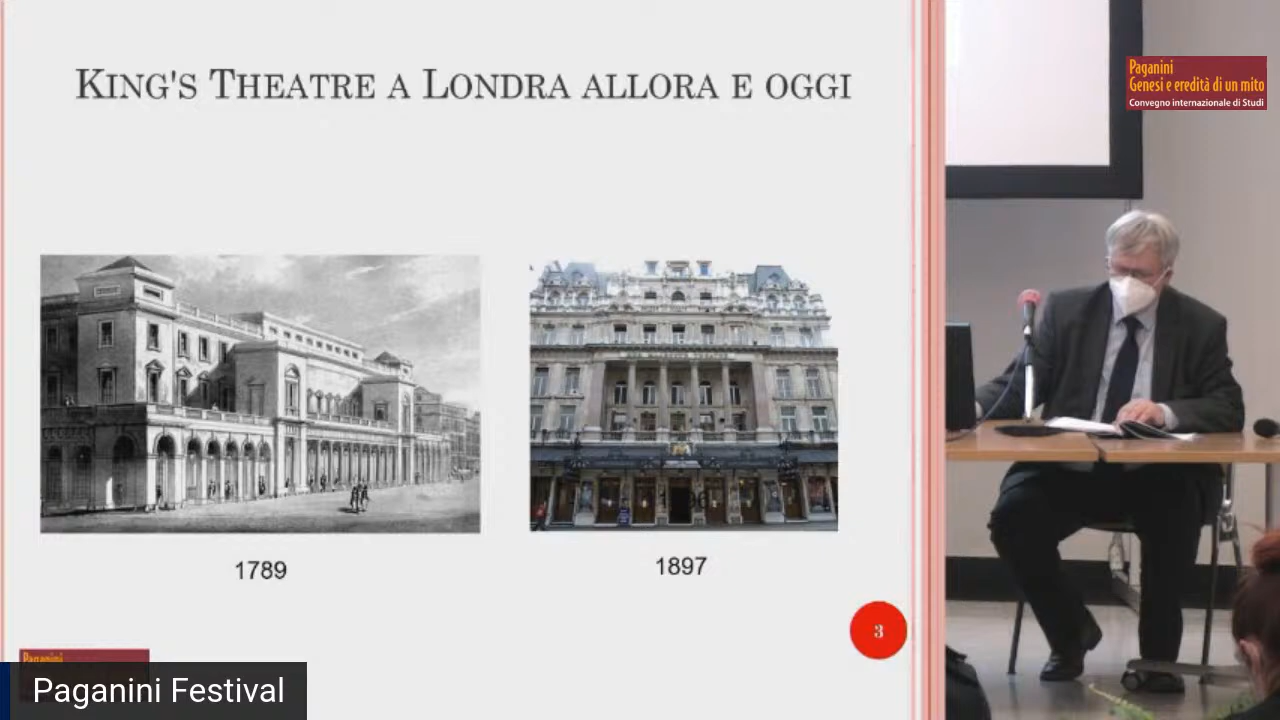 KING'S THEATRE A LONDRA ALLORA E OGGI
Paganini
Genesi e eredità di un mito
Convegno internazionale di Studi
1789
1897
3
Paganini
Paganini Festival